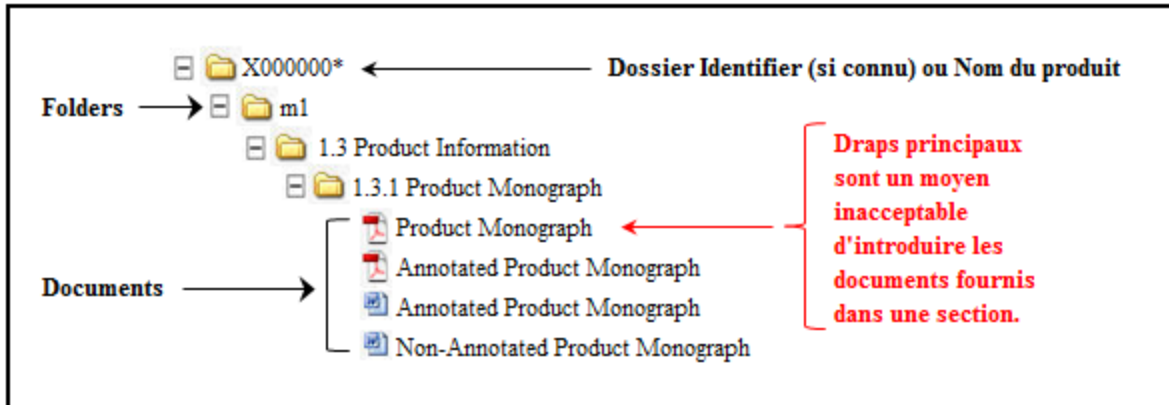 X000000*
Dossier Identifier (si connu) ou Nom du produit
Folders
m1
1.3 Product Information
1.3.1 Product Monograph
Product Monograph
Annotated Product Monograph
Documents
Annotated Product Monograph
Non-Annotated Product Monograph
Draps principaux
sont un moyen
inacceptable
d'introduire les
documents fournis
dans une section.